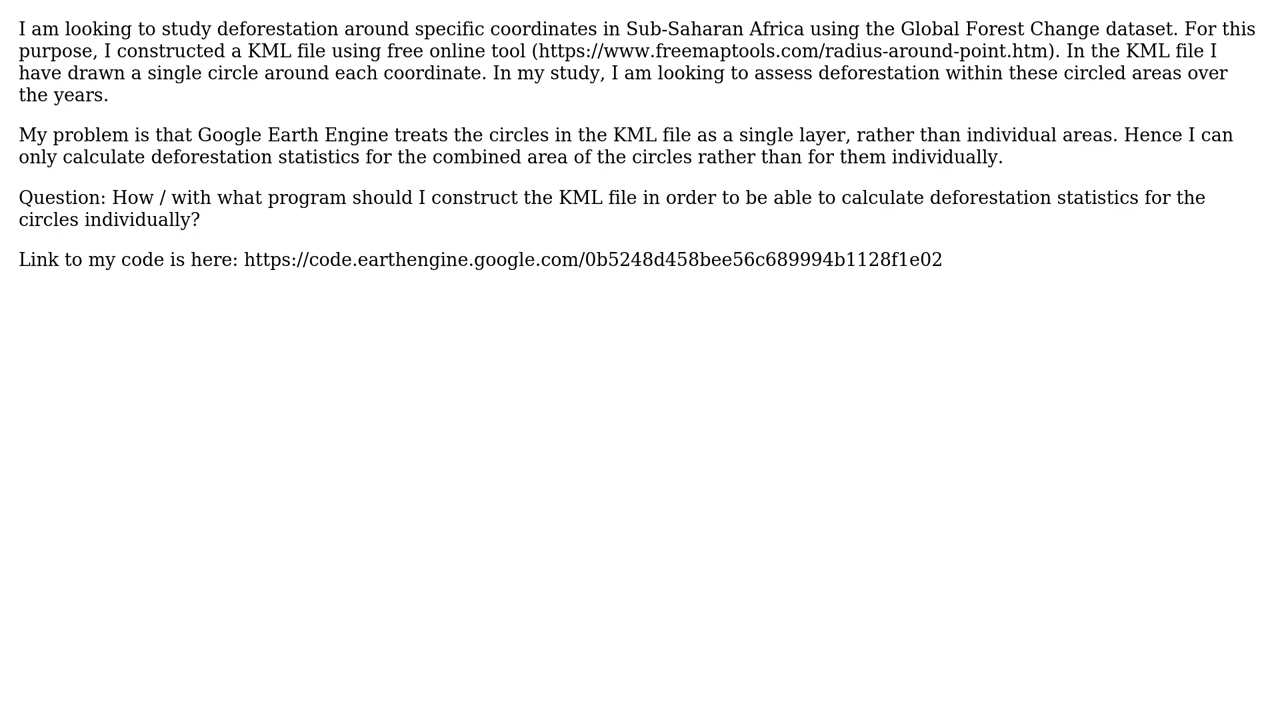 I am looking to study deforestation around specific coordinates in Sub-Saharan Africa using the Global Forest Change dataset. For this
purpose, I constructed a KML file using free online tool (https://www.freemaptools.com/radius-around-point.htm). In the KML file I
have drawn a single circle around each coordinate. In my study, I am looking to assess deforestation within these circled areas over
the years.
My problem is that Google Earth Engine treats the circles in the KML file as a single layer, rather than individual areas. Hence I can
only calculate deforestation statistics for the combined area of the circles rather than for them individually.
Question: How / with what program should I construct the KML file in order to be able to calculate deforestation statistics for the
circles individually?
Link to my code is here: https://code.earthengine.google.com/0b5248d458bee56c689994b1128f1e02